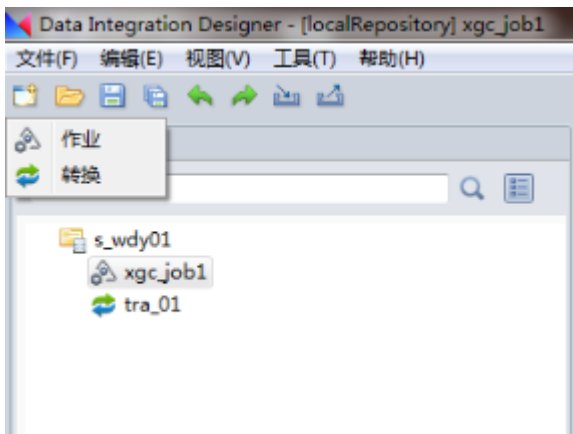 Data Integration Designer - [localRepository] xgc_job1
文件(F) 编辑(E) 视图(V) 工具(T) 帮助(H)
作业
转换
s_wdy01
xgc_job1
tra_01